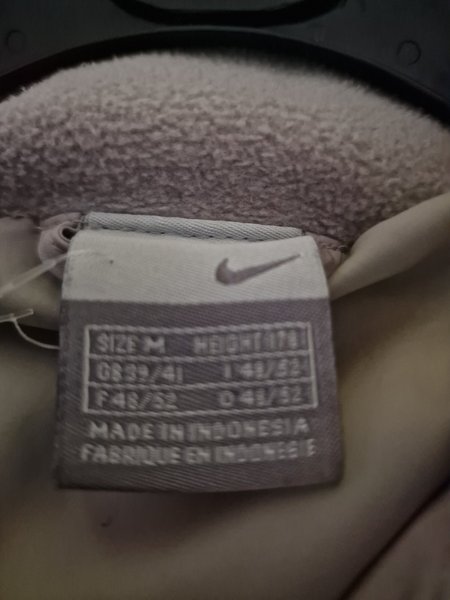 SIZE M HEIGHT 178
GB 39/41 I 48/52
F 48/52 D 48/52
MADE IN INDONESIA
FABRIQUE EN INDONESIE